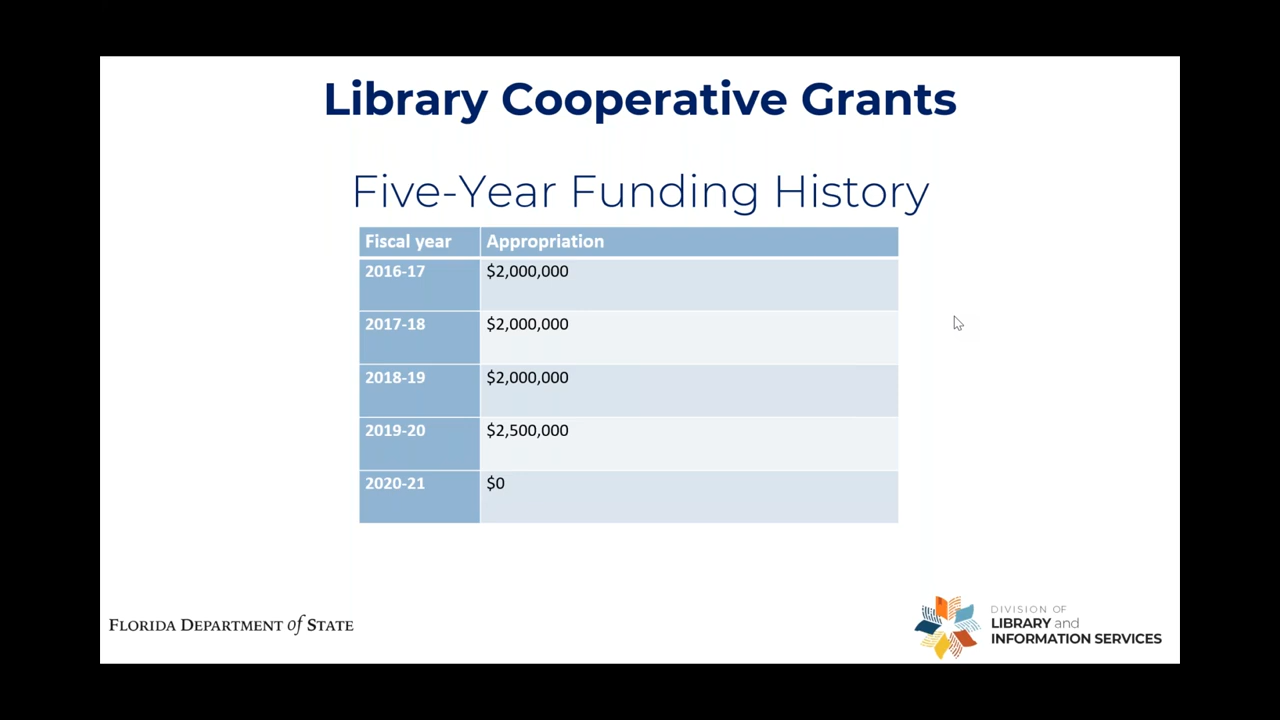 Library Cooperative Grants
Five-Year Funding History
Fiscal year Appropriation
2016-17 $2,000,000
2017-18 $2,000,000
2018-19 $2,000,000
2019-20 $2,500,000
2020-21 $0
FLORIDA DEPARTMENT of STATE
DIVISION OF
LIBRARY and
INFORMATION SERVICES